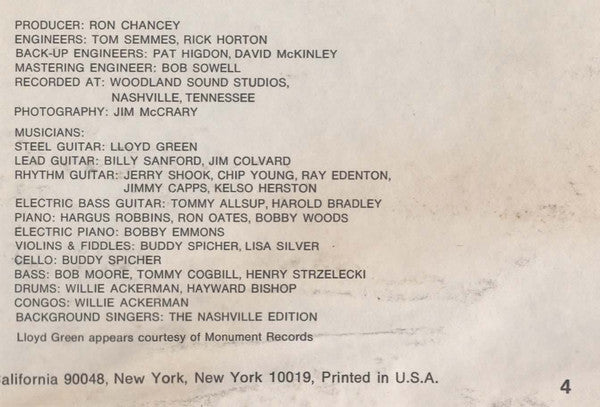 PRODUCER: RON CHANCEY
ENGINEERS: TOM SEMMES, RICK HORTON
BACK-UP ENGINEERS: PAT HIGDON, DAVID McKINLEY
MASTERING ENGINEER: BOB SOWELL
RECORDED AT: WOODLAND SOUND STUDIOS,
NASHVILLE, TENNESSEE
PHOTOGRAPHY: JIM McCRARY
MUSICIANS:
STEEL GUITAR: LLOYD GREEN
LEAD GUITAR: BILLY SANFORD, JIM COLVARD
RHYTHM GUITAR: JERRY SHOOK, CHIP YOUNG, RAY EDENTON,
JIMMY CAPPS, KELSO HERSTON
ELECTRIC BASS GUITAR: TOMMY ALLSUP, HAROLD BRADLEY
PIANO: HARGUS ROBBINS, RON OATES, BOBBY WOODS
ELECTRIC PIANO: BOBBY EMMONS
VIOLINS & FIDDLES: BUDDY SPICHER, LISA SILVER
CELLO: BUDDY SPICHER
BASS: BOB MOORE, TOMMY COGBILL, HENRY STRZELECKI
DRUMS: WILLIE ACKERMAN, HAYWARD BISHOP
CONGOS: WILLIE ACKERMAN
BACKGROUND SINGERS: THE NASHVILLE EDITION
Lloyd Green appears courtesy of Monument Records
alifornia 90048, New York, New York 10019, Printed in U.S.A.
4